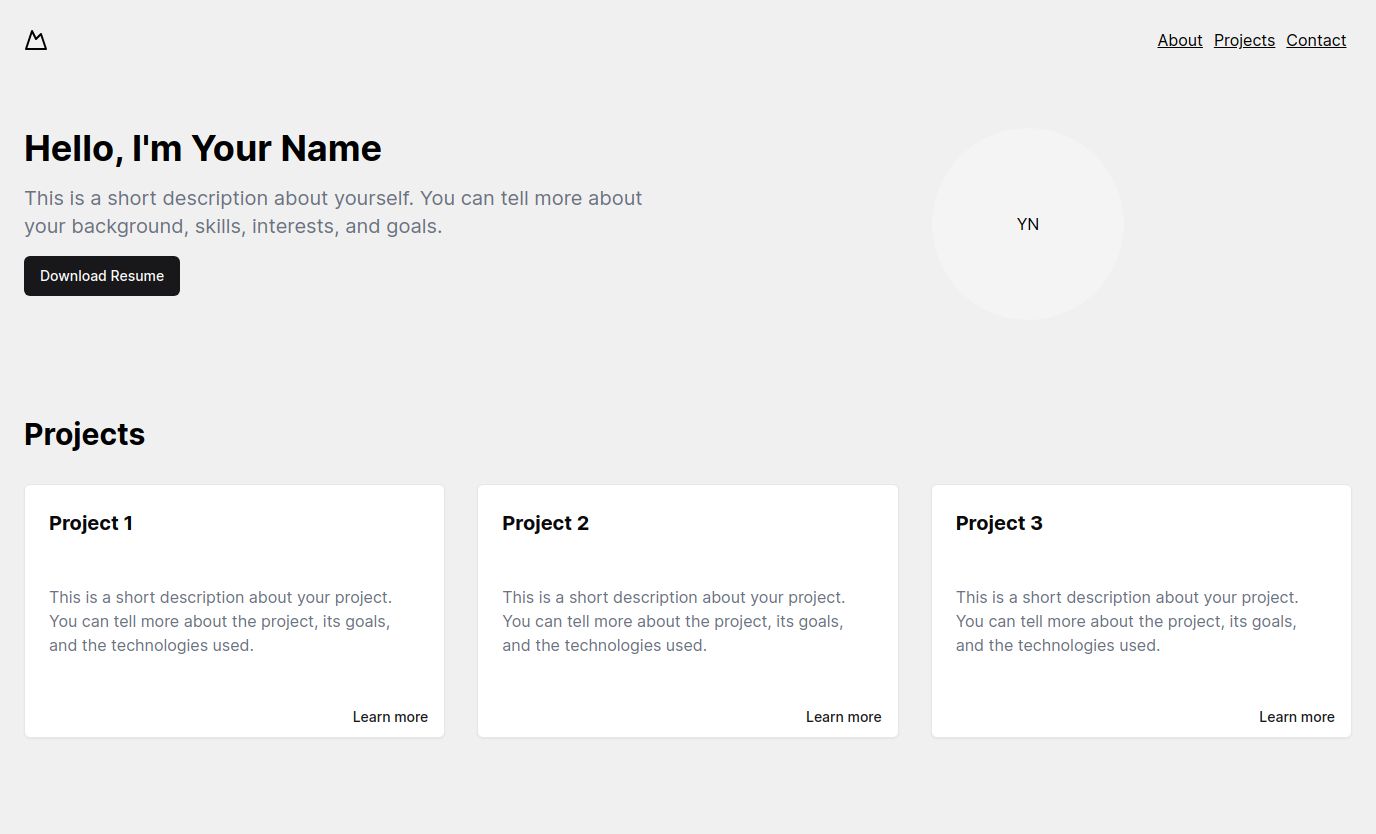 About Projects Contact
Hello, I'm Your Name
This is a short description about yourself. You can tell more about
your background, skills, interests, and goals.
Download Resume
YN
Projects
Project 1
This is a short description about your project.
You can tell more about the project, its goals,
and the technologies used.
Learn more
Project 2
This is a short description about your project.
You can tell more about the project, its goals,
and the technologies used.
Learn more
Project 3
This is a short description about your project.
You can tell more about the project, its goals,
and the technologies used.
Learn more